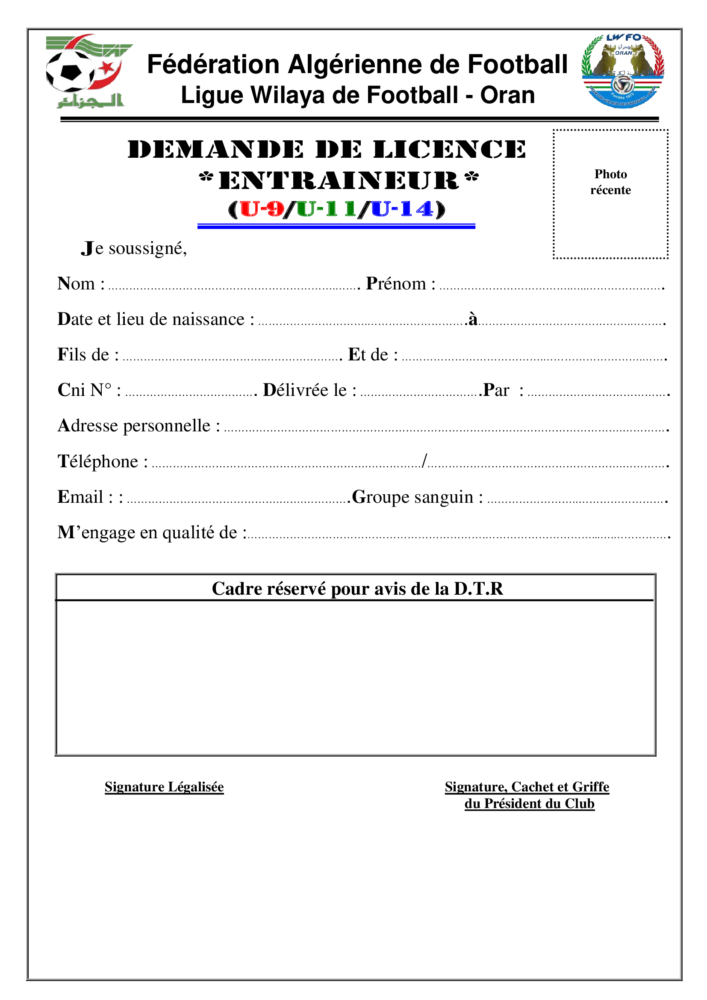 FAF
الجزائر
LWFO
وهران
ORAN
Fondée 1973
LIGUE DE WILAYA DE FOOTBALL - ORAN
Fédération Algérienne de Football
Ligue Wilaya de Football - Oran
DEMANDE DE LICENCE
*ENTRAINEUR*
(U-9/U-11/U-14)
Photo
récente
Je soussigné,
Nom : ................................................. Prénom : .................................................
Date et lieu de naissance : .................................................à.................................................
Fils de : ................................................. Et de : .................................................
Cni N° : ................................. Délivrée le : .................................Par : .................................
Adresse personnelle : .................................................................................
Téléphone : ................................................./.................................................
Email : : .................................................Groupe sanguin : .................................................
M’engage en qualité de :.................................................................................
Cadre réservé pour avis de la D.T.R
Signature Légalisée
Signature, Cachet et Griffe
du Président du Club